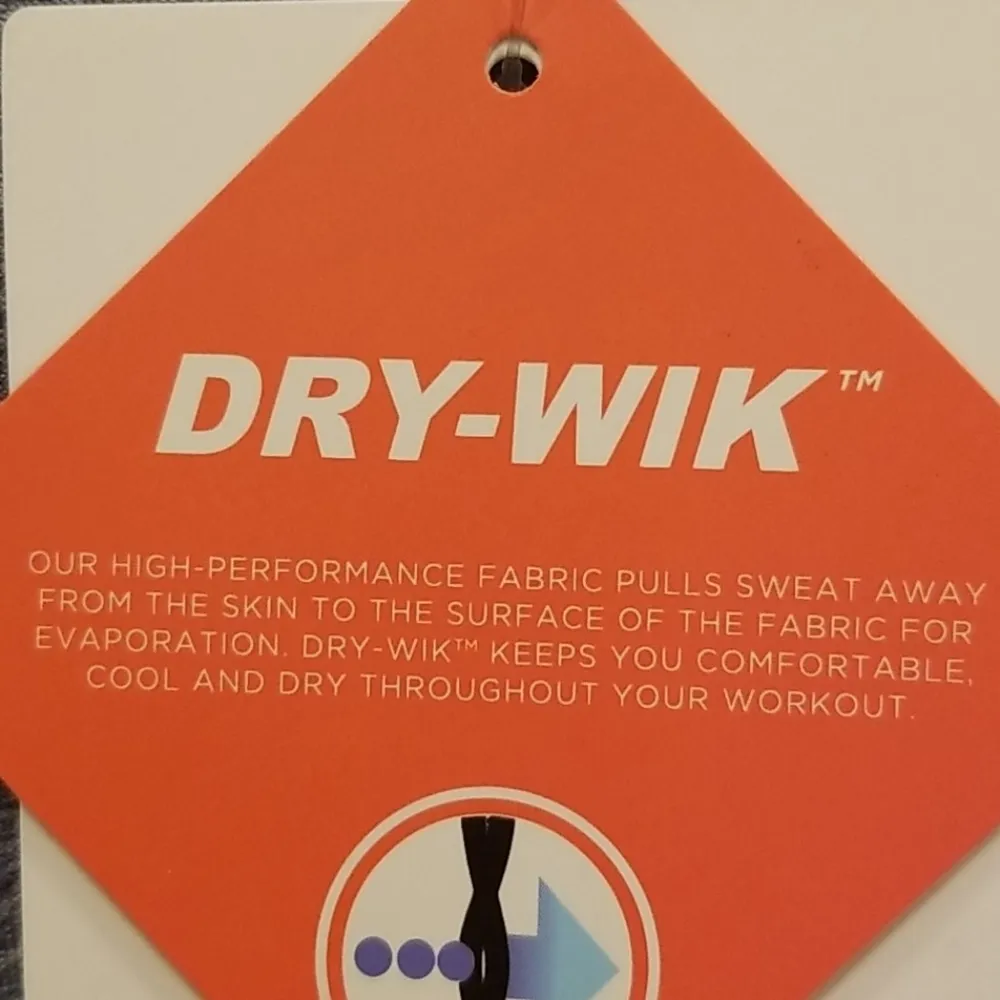 DRY-WIK™
OUR HIGH-PERFORMANCE FABRIC PULLS SWEAT AWAY
FROM THE SKIN TO THE SURFACE OF THE FABRIC FOR
EVAPORATION. DRY-WIK™ KEEPS YOU COMFORTABLE,
COOL AND DRY THROUGHOUT YOUR WORKOUT.